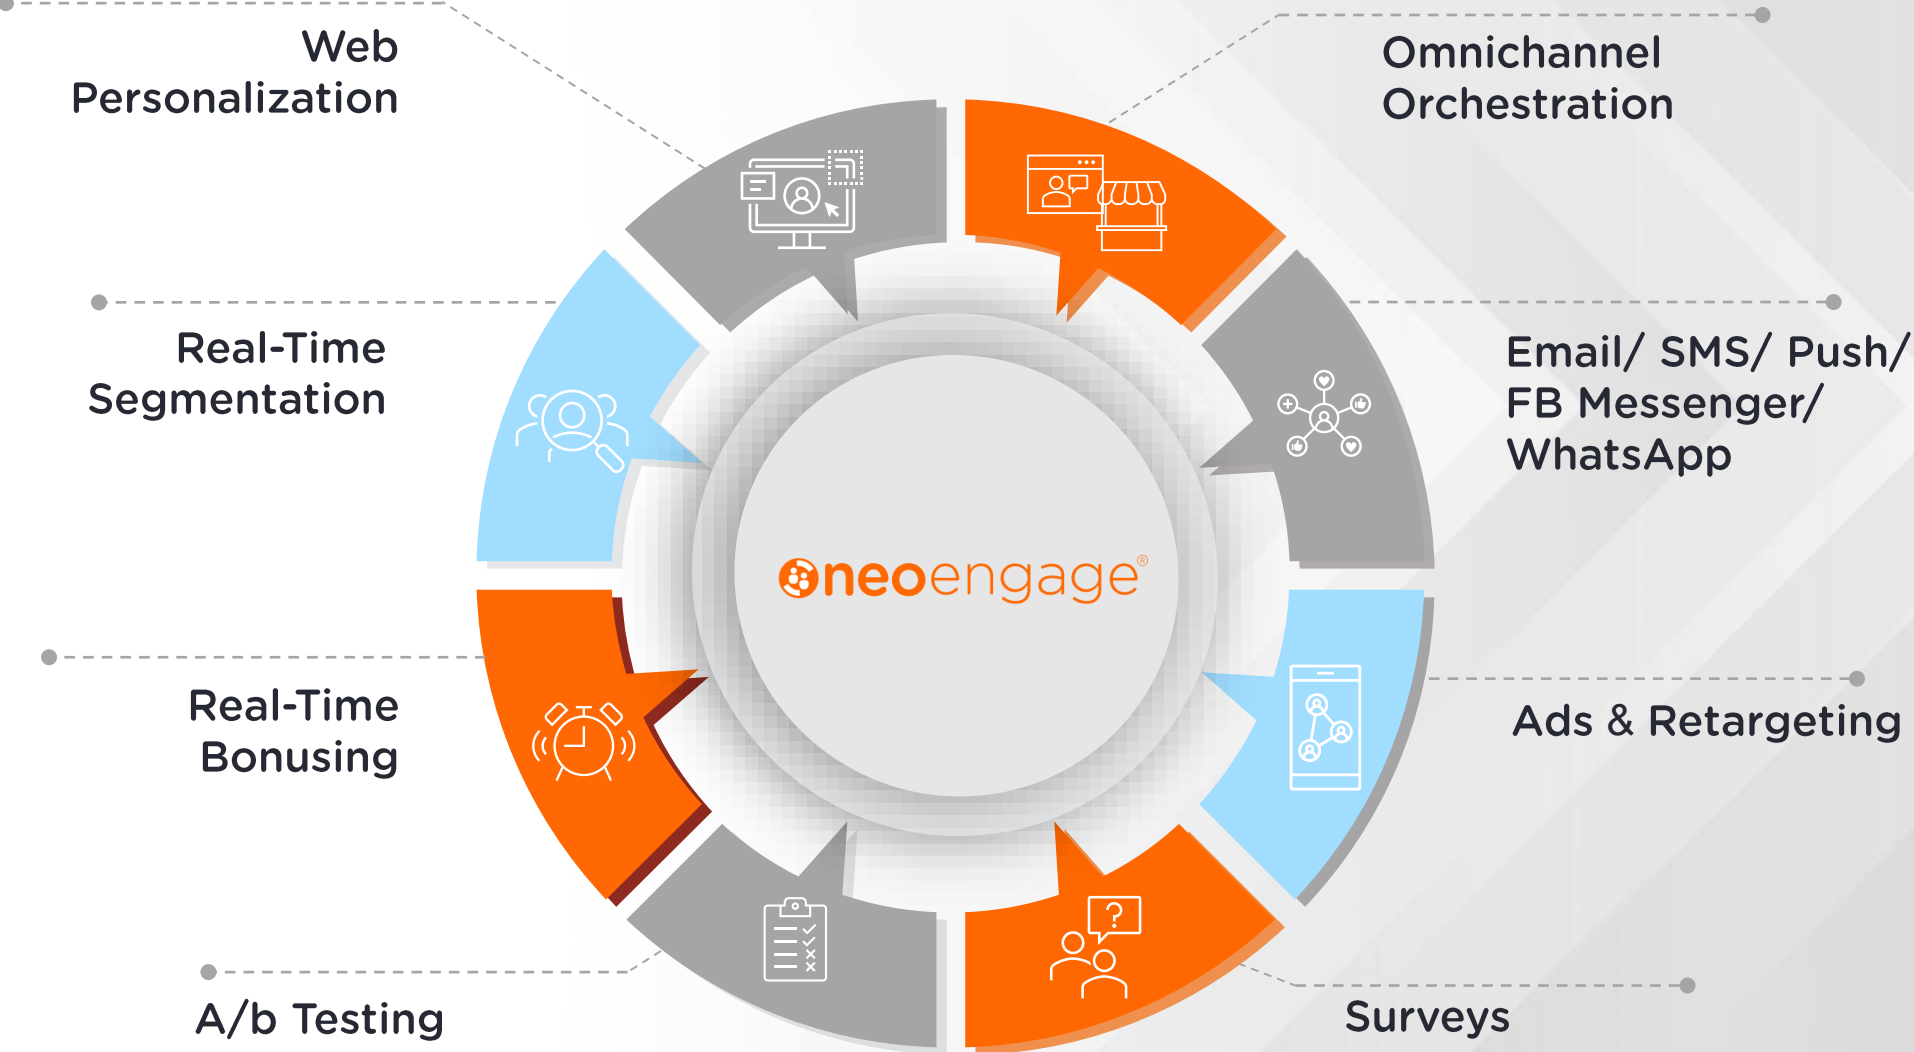 Web
Personalization
Omnichannel
Orchestration
Real-Time
Segmentation
Email/ SMS/ Push/
FB Messenger/
WhatsApp
neoengage®
Real-Time
Bonusing
Ads & Retargeting
?
A/b Testing
Surveys